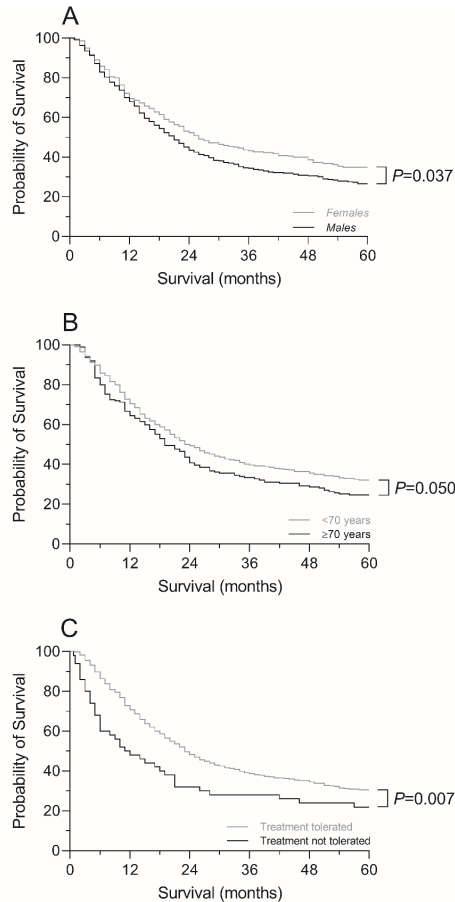 A
Probability of Survival
100
80
60
40
20
0
0 12 24 36 48 60
Survival (months)
Females
Males
P=0.037
B
Probability of Survival
100
80
60
40
20
0
0 12 24 36 48 60
Survival (months)
<70 years
≥70 years
P=0.050
C
Probability of Survival
100
80
60
40
20
0
0 12 24 36 48 60
Survival (months)
Treatment tolerated
Treatment not tolerated
P=0.007